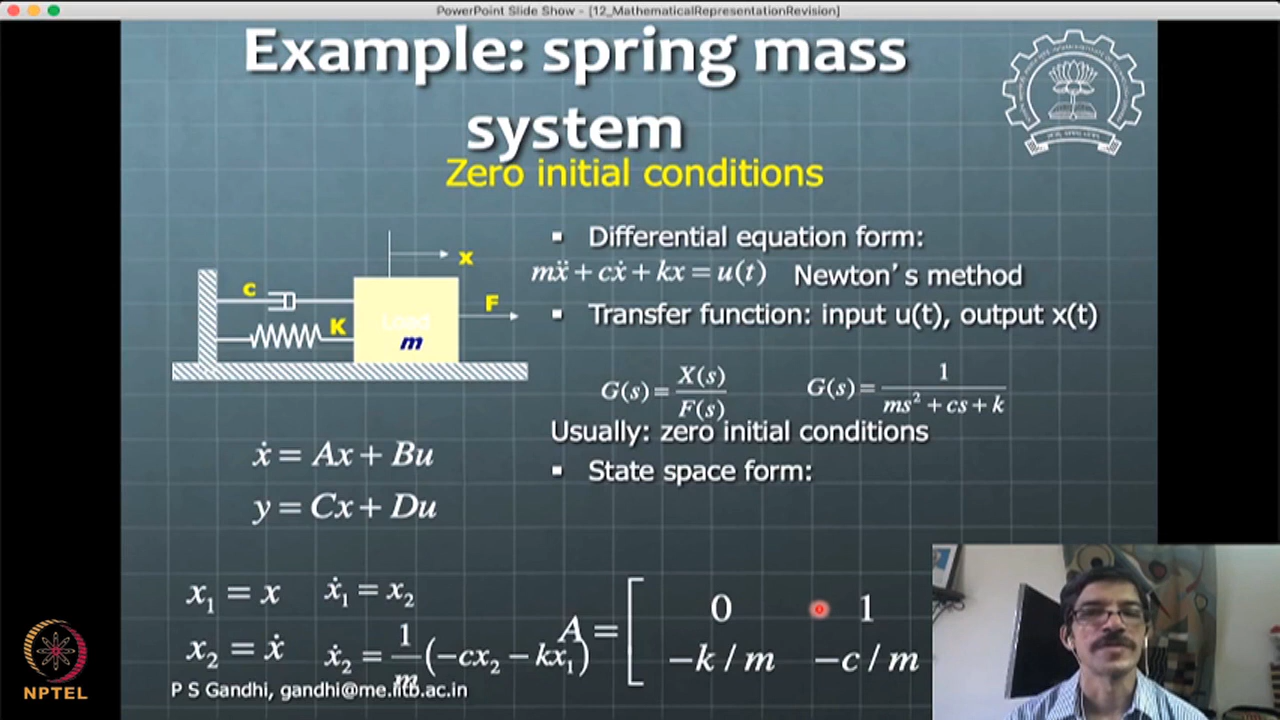 PowerPoint Slide Show - [12_MathematicalRepresentationRevision]
Example: spring mass
system
Zero initial conditions
▪ Differential equation form:
mẍ + cẋ + kx = u(t) Newton's method
▪ Transfer function: input u(t), output x(t)
G(s) = X(s) / F(s) G(s) = 1 / (ms² + cs + k)
Usually: zero initial conditions
▪ State space form:
x
c
K
F
Load
m
ẋ = Ax + Bu
y = Cx + Du
x₁ = x ẋ₁ = x₂
x₂ = ẋ ẋ₂ = 1/m (−cx₂ − kx₁)
A = [ 0 1
−k / m −c / m
P S Gandhi, gandhi@me.iitb.ac.in
NPTEL